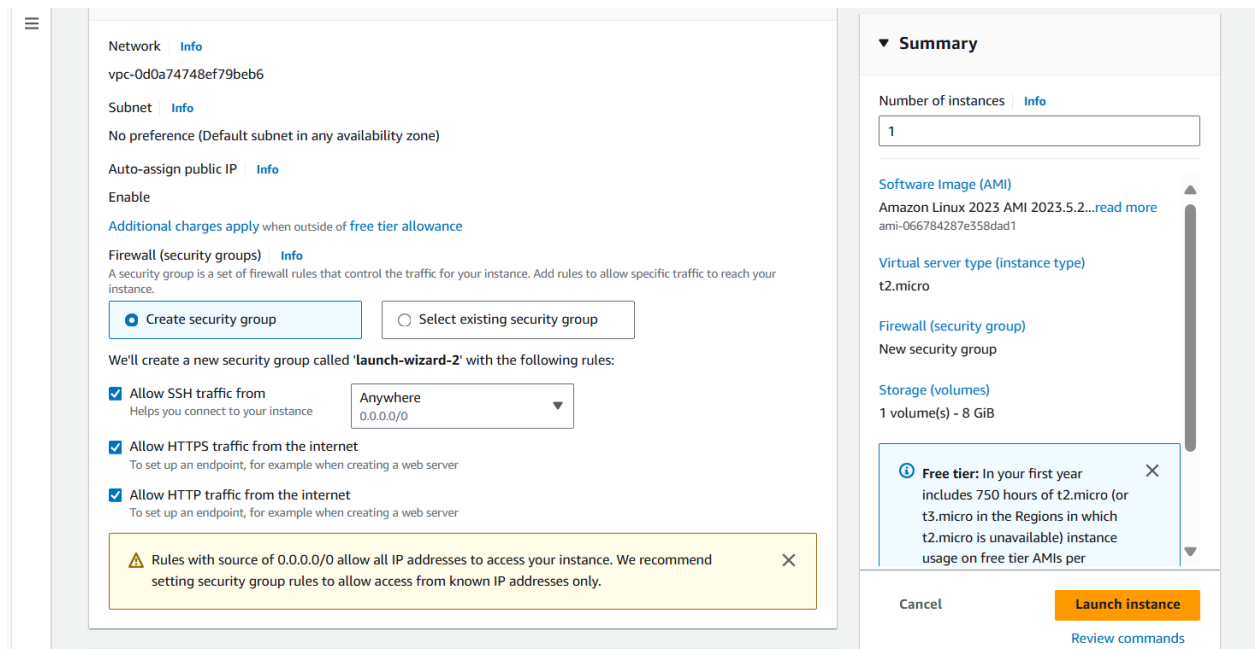 Network Info
vpc-0d0a74748ef79beb6
Subnet Info
No preference (Default subnet in any availability zone)
Auto-assign public IP Info
Enable
Additional charges apply when outside of free tier allowance
Firewall (security groups) Info
A security group is a set of firewall rules that control the traffic for your instance. Add rules to allow specific traffic to reach your
instance.
Create security group
Select existing security group
We'll create a new security group called 'launch-wizard-2' with the following rules:
Allow SSH traffic from
Helps you connect to your instance
Anywhere
0.0.0.0/0
Allow HTTPS traffic from the internet
To set up an endpoint, for example when creating a web server
Allow HTTP traffic from the internet
To set up an endpoint, for example when creating a web server
Rules with source of 0.0.0.0/0 allow all IP addresses to access your instance. We recommend
setting security group rules to allow access from known IP addresses only.
Summary
Number of instances Info
1
Software Image (AMI)
Amazon Linux 2023 AMI 2023.5.2...read more
ami-066784287e358dad1
Virtual server type (instance type)
t2.micro
Firewall (security group)
New security group
Storage (volumes)
1 volume(s) - 8 GiB
Free tier: In your first year
includes 750 hours of t2.micro (or
t3.micro in the Regions in which
t2.micro is unavailable) instance
usage on free tier AMIs per
Cancel
Launch instance
Review commands